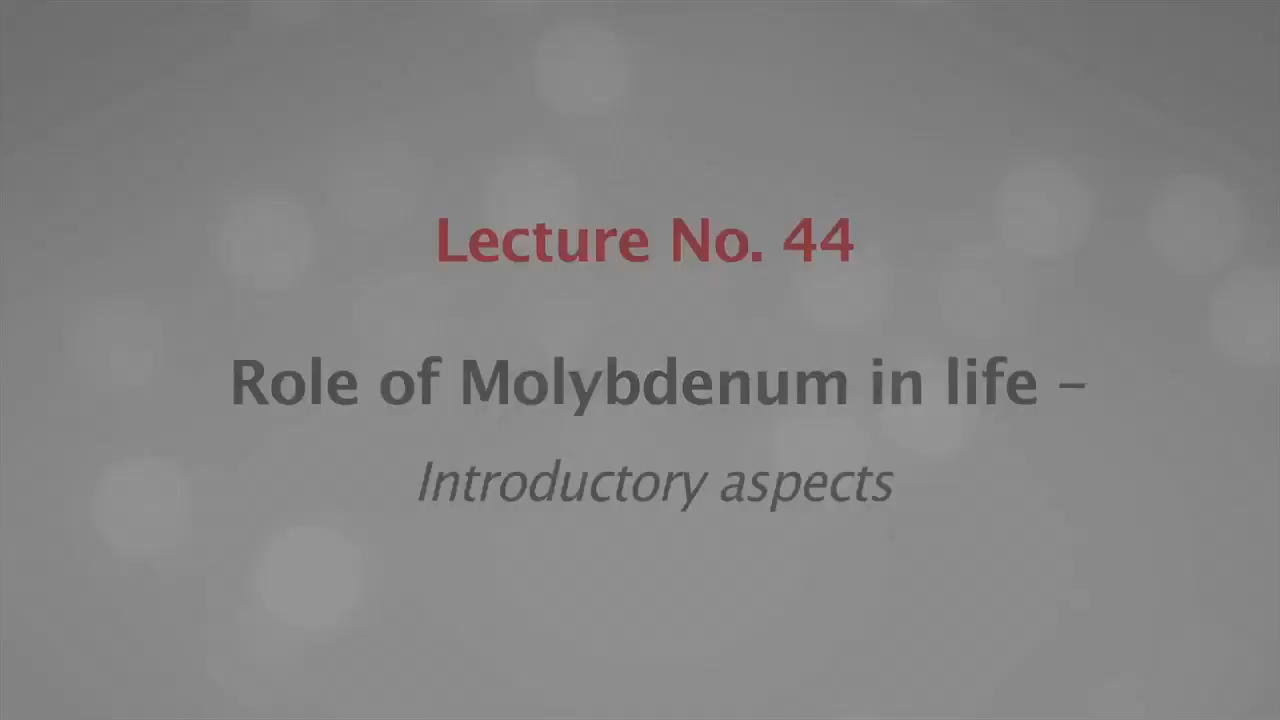 Lecture No. 44
Role of Molybdenum in life –
Introductory aspects